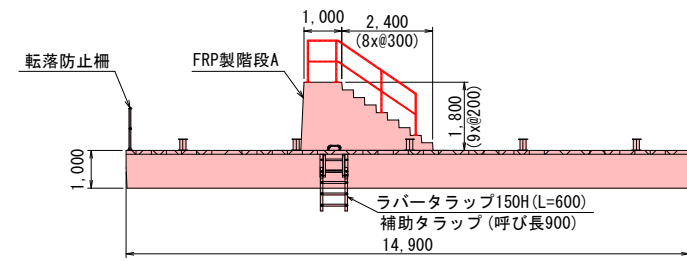 1,000
2,400
(8x@300)
転落防止柵
FRP製階段A
1,800
(9x@200)
1,000
ラバータラップ150H(L=600)
補助タラップ(呼び長900)
14,900